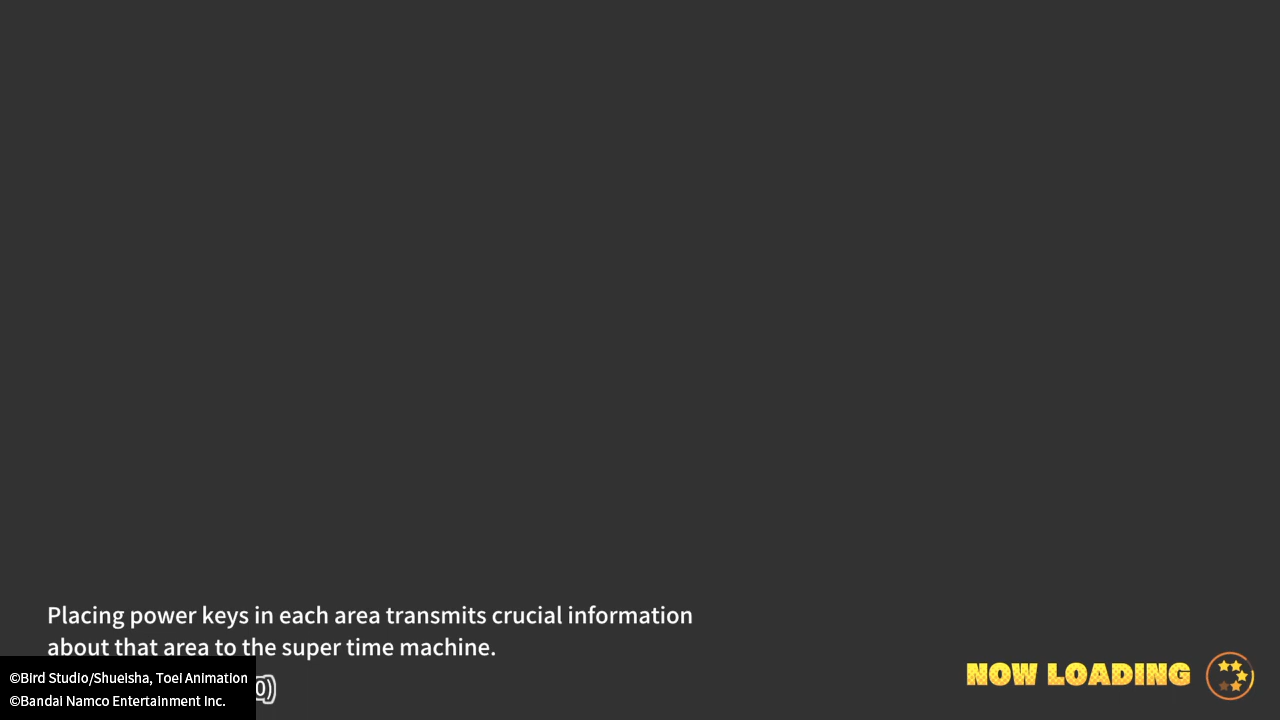 Placing power keys in each area transmits crucial information
about that area to the super time machine.
©Bird Studio/Shueisha, Toei Animation
©Bandai Namco Entertainment Inc.
NOW LOADING